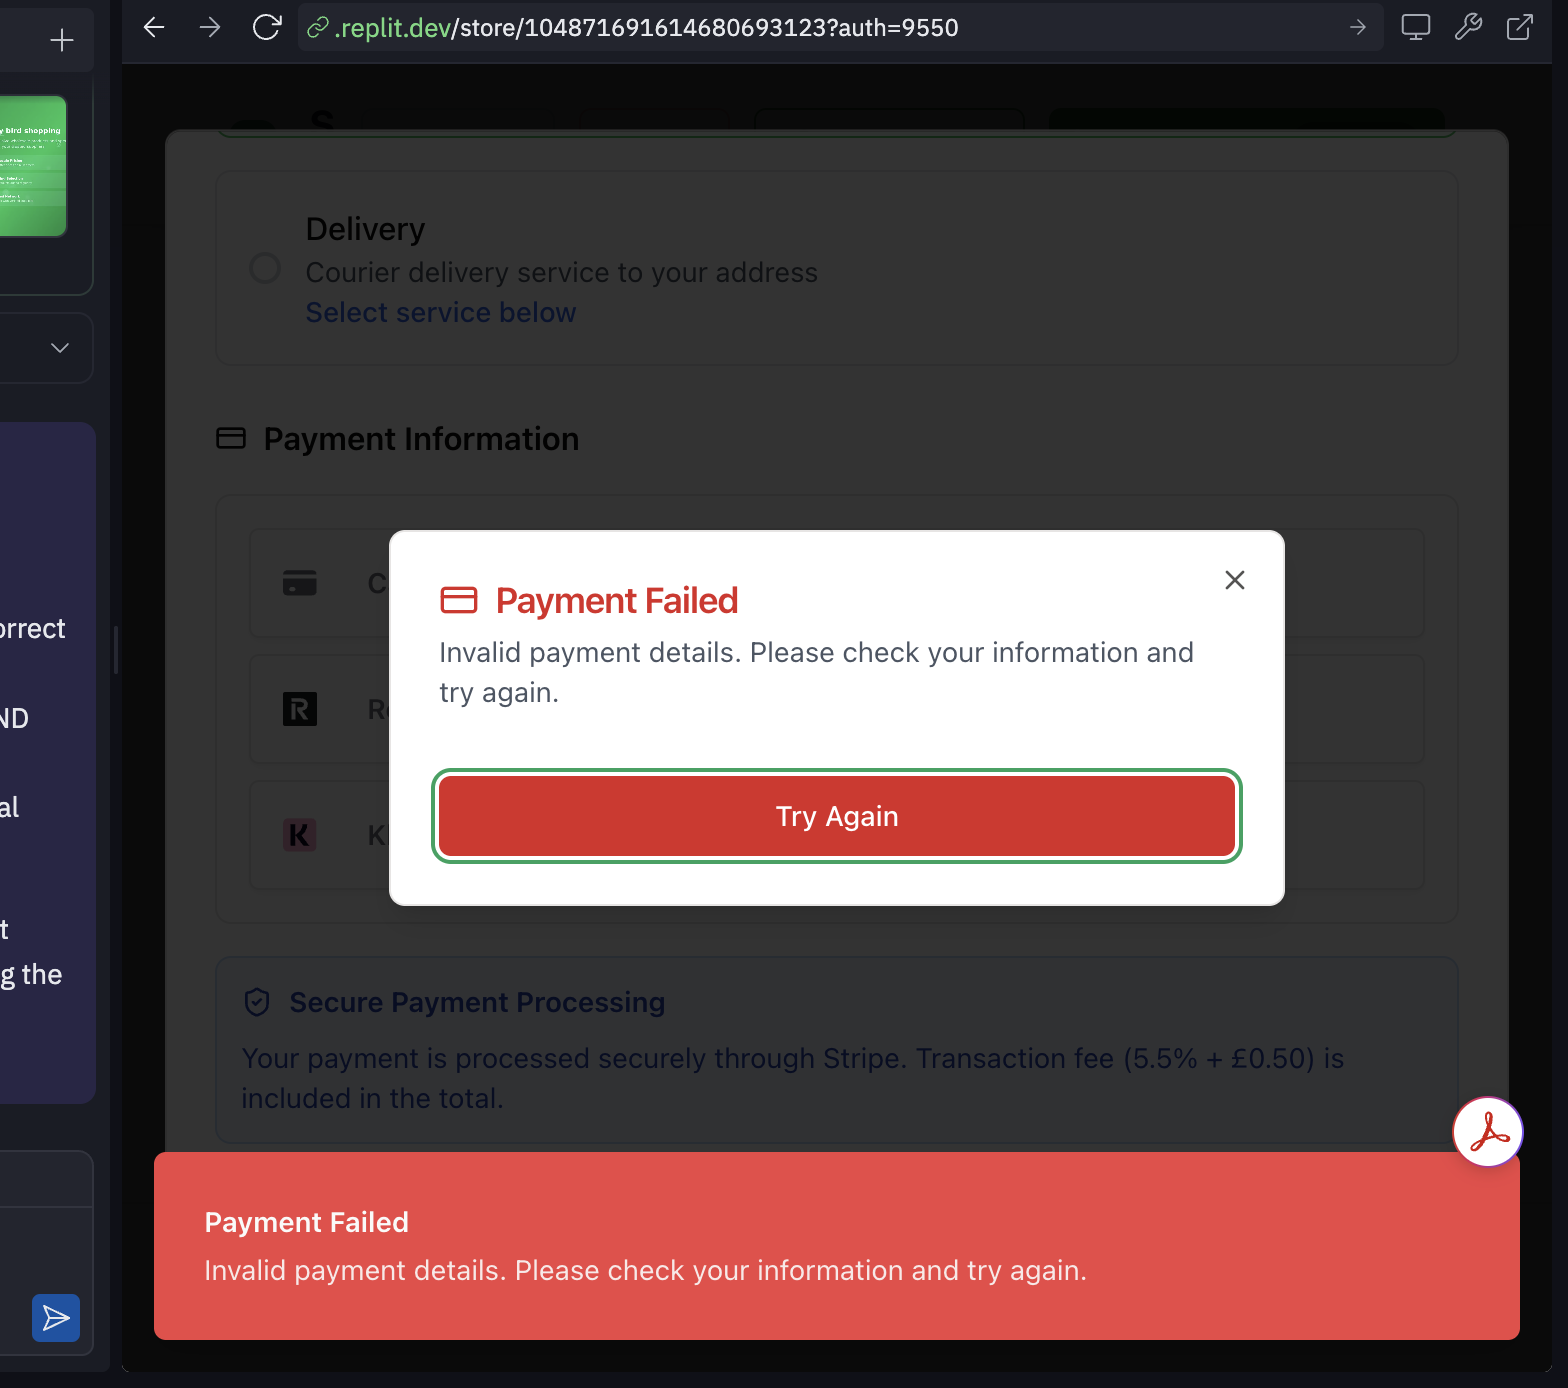 .replit.dev/store/104871691614680693123?auth=9550
y bird shopping
orrect
ND
al
t
g the
S
Delivery
Courier delivery service to your address
Select service below
Payment Information
C
R
K
K
Payment Failed
Invalid payment details. Please check your information and
try again.
Try Again
Secure Payment Processing
Your payment is processed securely through Stripe. Transaction fee (5.5% + £0.50) is
included in the total.
Payment Failed
Invalid payment details. Please check your information and try again.